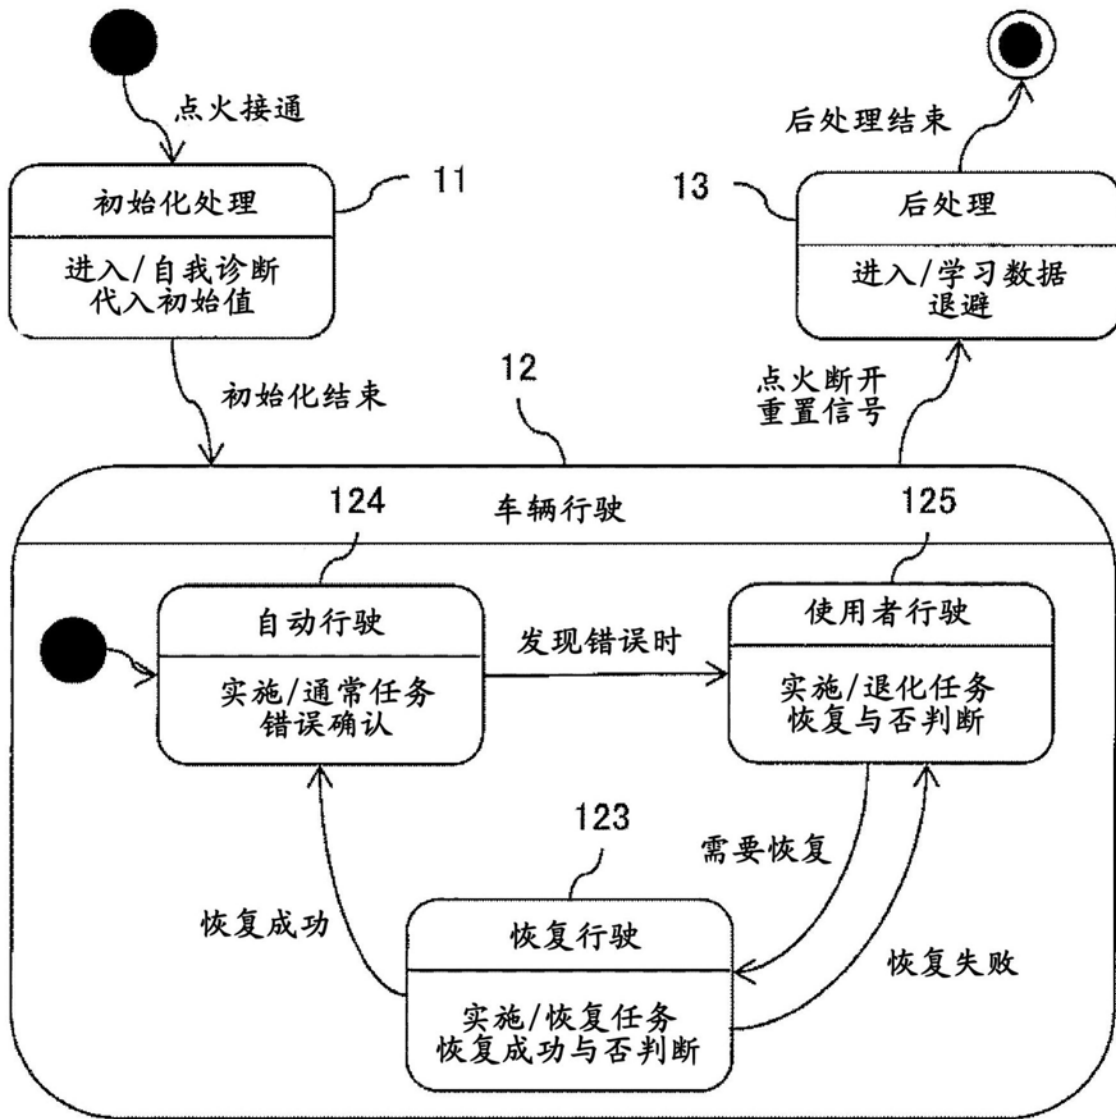 点火接通
后处理结束
11
初始化处理
进入/自我诊断
代入初始值
13
后处理
进入/学习数据
退避
初始化结束
12
点火断开
重置信号
车辆行驶
124
125
自动行驶
实施/通常任务
错误确认
发现错误时
使用者行驶
实施/退化任务
恢复与否判断
123
需要恢复
恢复成功
恢复行驶
实施/恢复任务
恢复成功与否判断
恢复失败